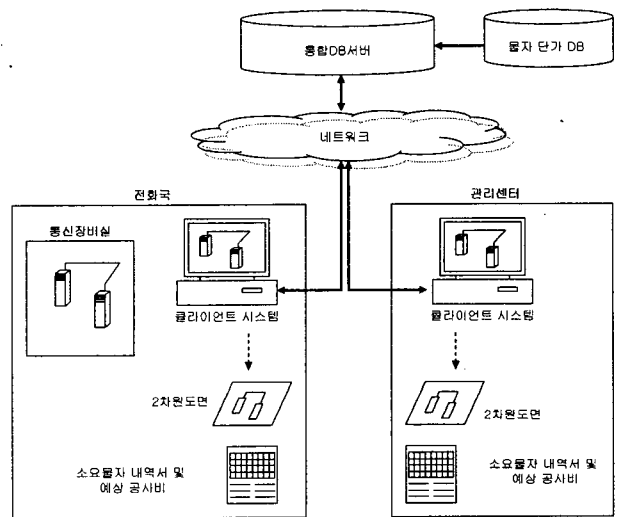 통합DB서버
물자 단가 DB
네트워크
전화국
관리센터
통신장비실
클라이언트 시스템
클라이언트 시스템
2차원도면
2차원도면
소요물자 내역서 및
예상 공사비
소요물자 내역서 및
예상 공사비